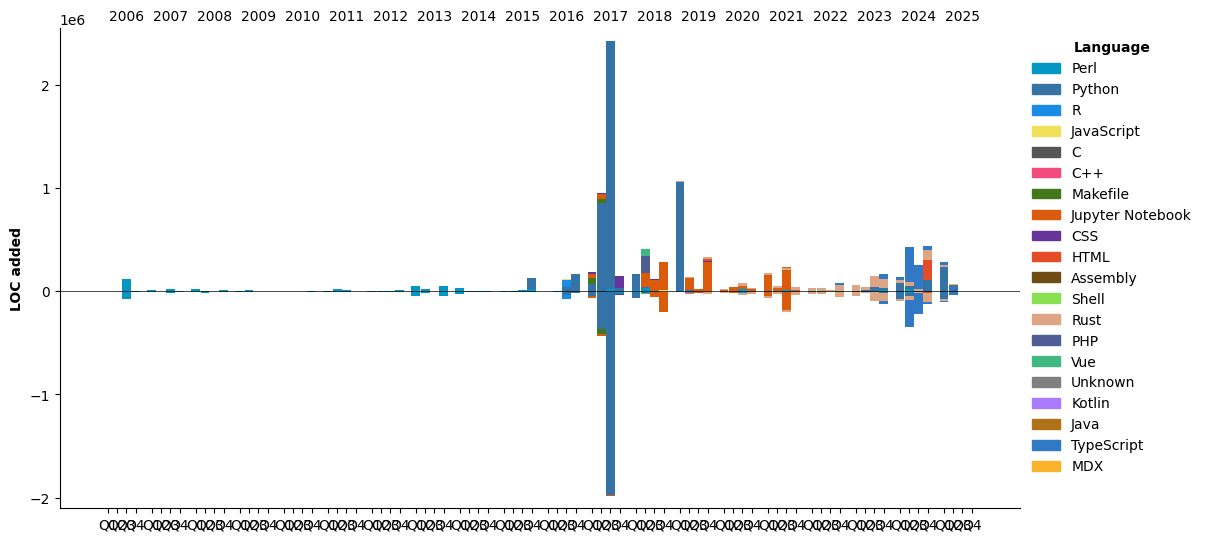 2006 2007 2008 2009 2010 2011 2012 2013 2014 2015 2016 2017 2018 2019 2020 2021 2022 2023 2024 2025
1e6
Language
Perl
Python
R
JavaScript
C
C++
Makefile
Jupyter Notebook
CSS
HTML
Assembly
Shell
Rust
PHP
Vue
Unknown
Kotlin
Java
TypeScript
MDX
LOC added
2
1
0
−1
−2